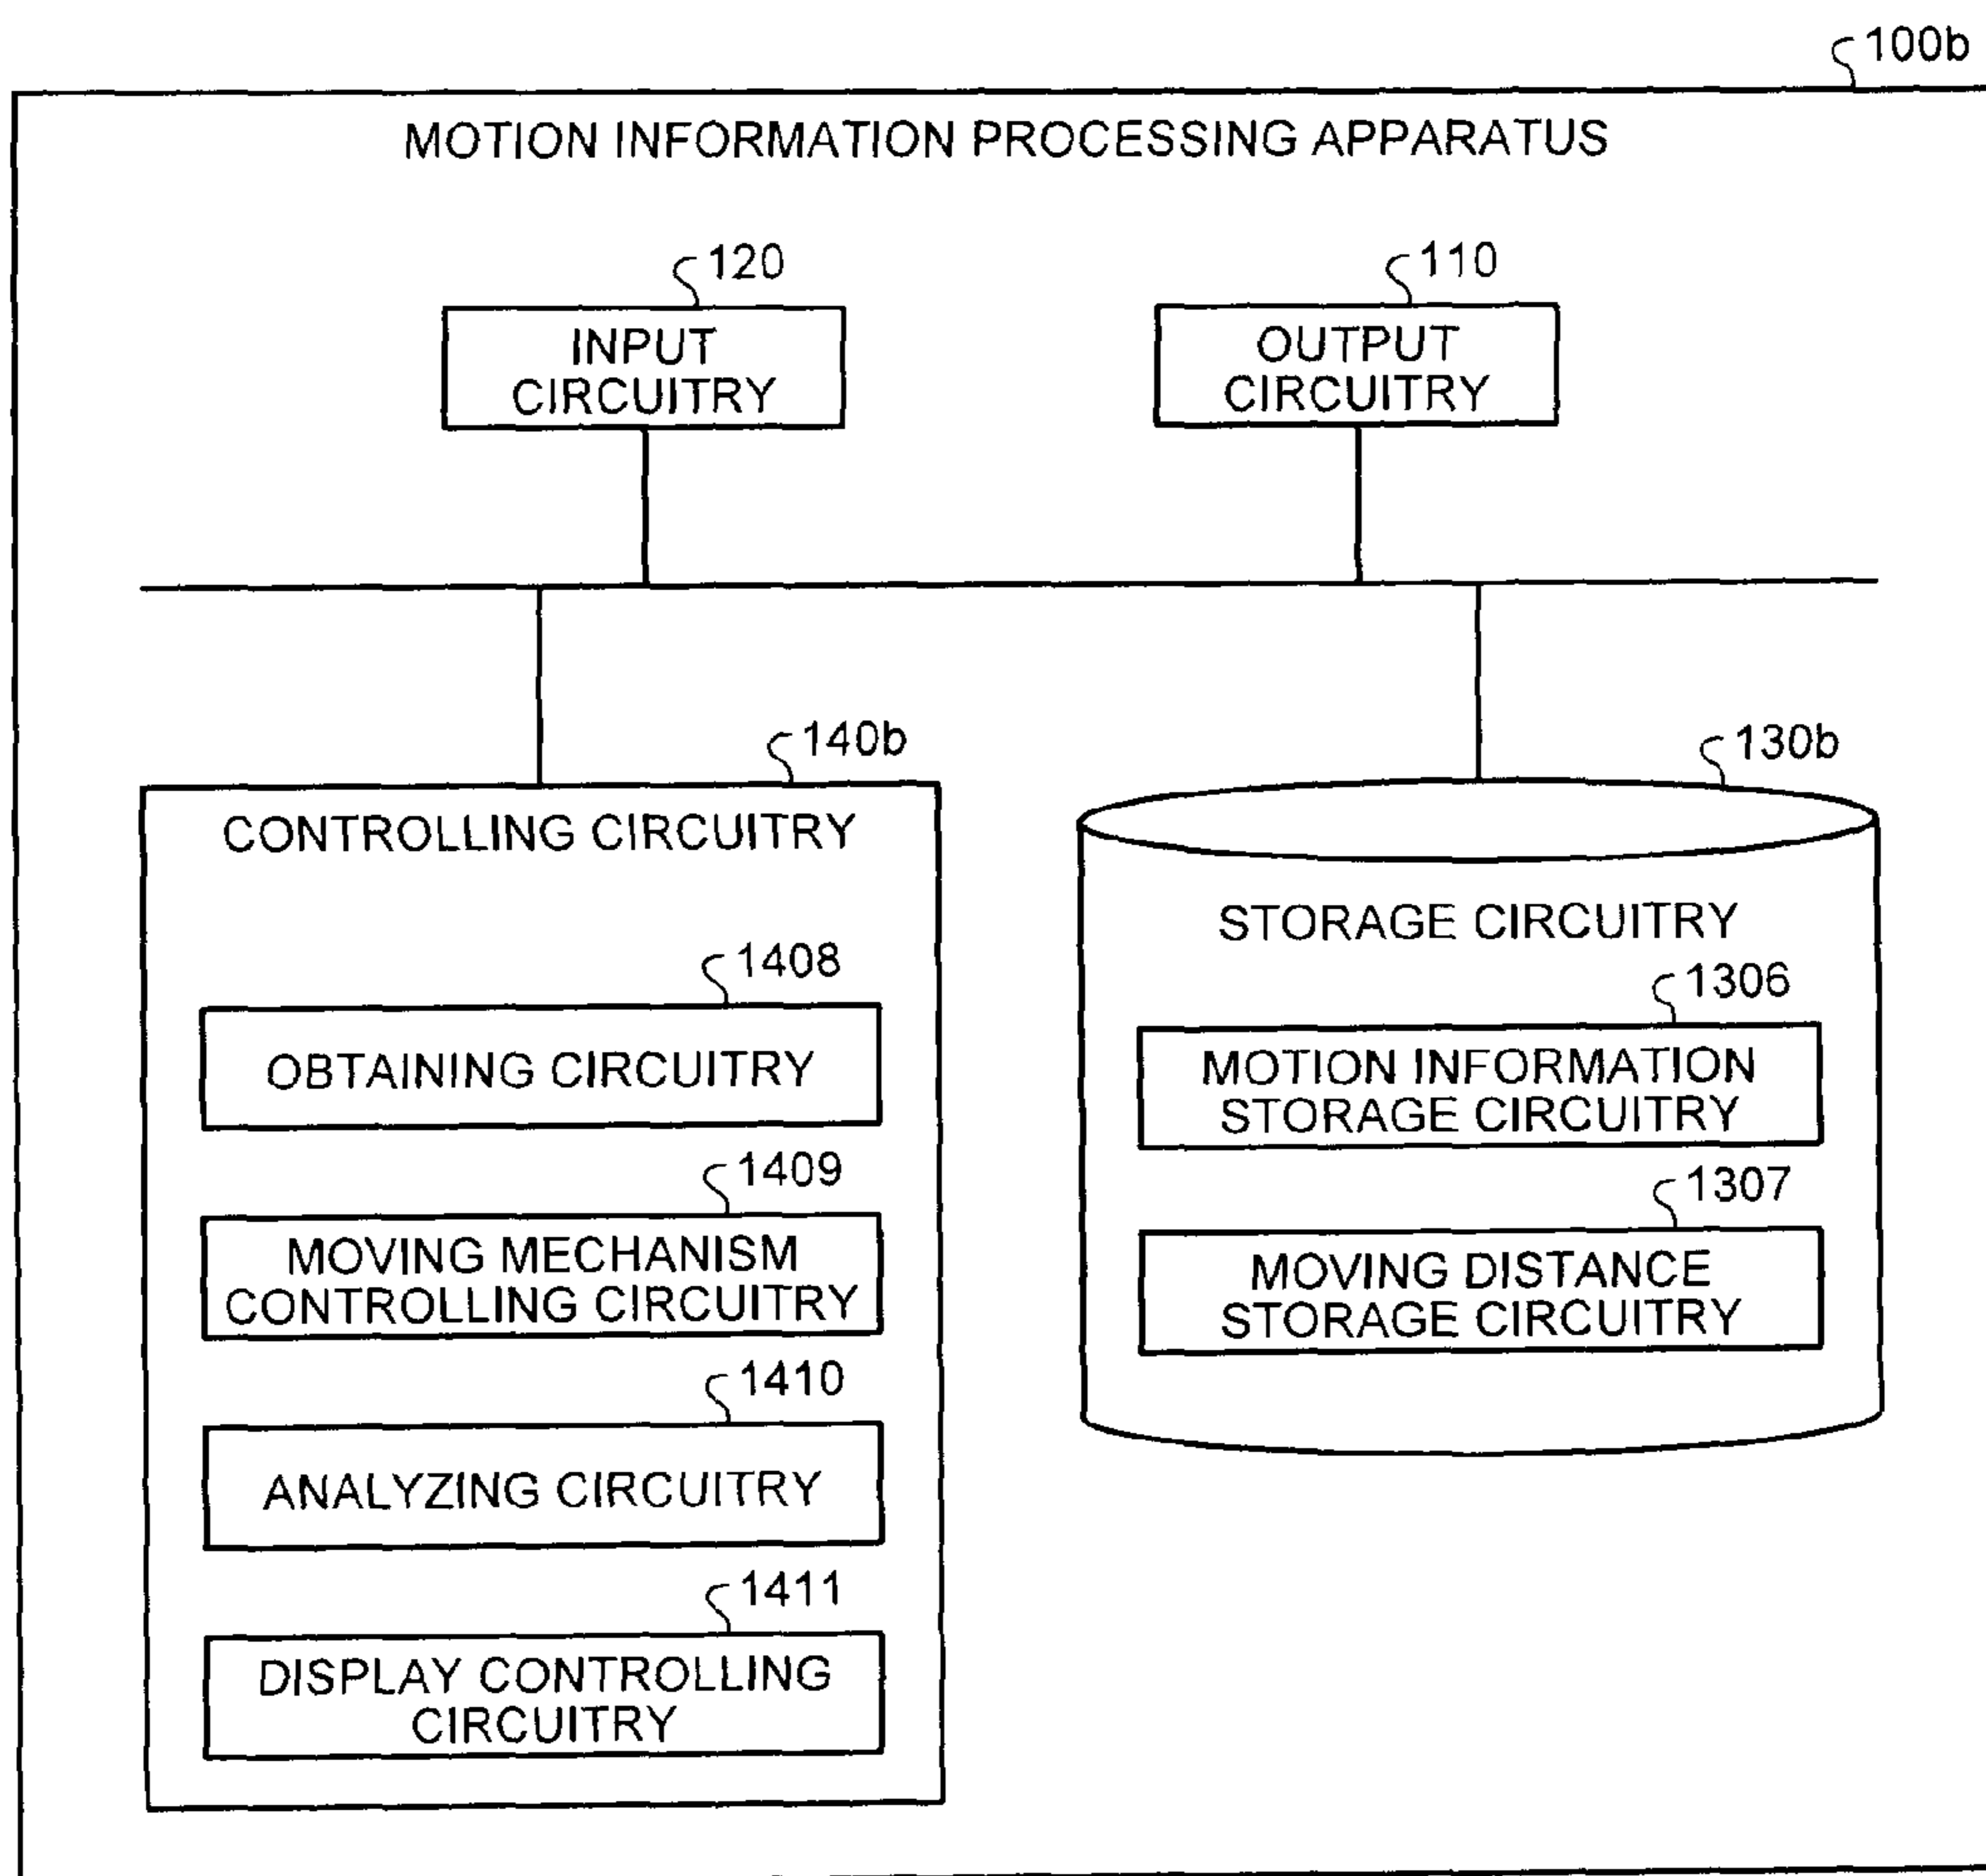 100b
MOTION INFORMATION PROCESSING APPARATUS
120
INPUT
CIRCUITRY
110
OUTPUT
CIRCUITRY
140b
CONTROLLING CIRCUITRY
1408
OBTAINING CIRCUITRY
1409
MOVING MECHANISM
CONTROLLING CIRCUITRY
1410
ANALYZING CIRCUITRY
1411
DISPLAY CONTROLLING
CIRCUITRY
130b
STORAGE CIRCUITRY
1306
MOTION INFORMATION
STORAGE CIRCUITRY
1307
MOVING DISTANCE
STORAGE CIRCUITRY